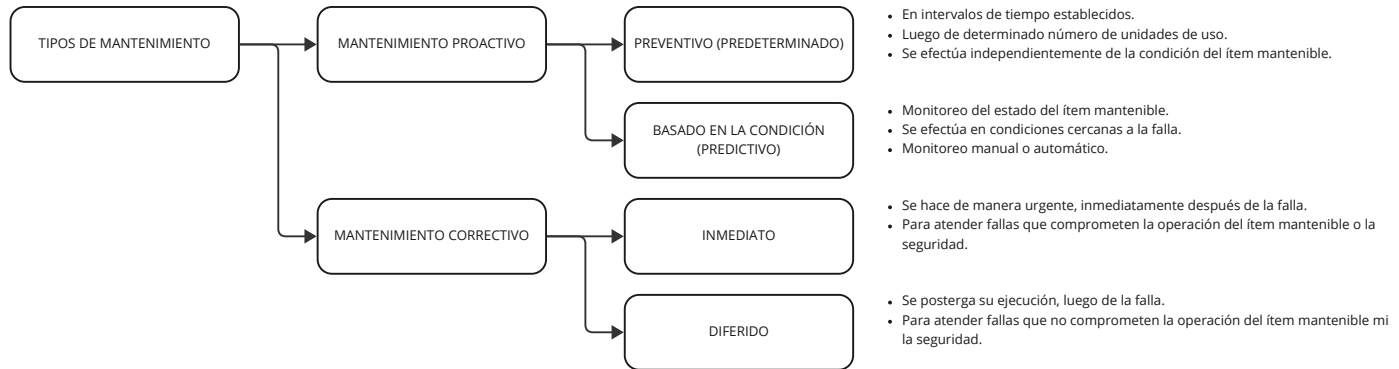 TIPOS DE MANTENIMIENTO
MANTENIMIENTO PROACTIVO
PREVENTIVO (PREDETERMINADO)
• En intervalos de tiempo establecidos.
• Luego de determinado número de unidades de uso.
• Se efectúa independientemente de la condición del ítem mantenible.
BASADO EN LA CONDICIÓN
(PREDICTIVO)
• Monitoreo del estado del ítem mantenible.
• Se efectúa en condiciones cercanas a la falla.
• Monitoreo manual o automático.
MANTENIMIENTO CORRECTIVO
INMEDIATO
• Se hace de manera urgente, inmediatamente después de la falla.
• Para atender fallas que comprometen la operación del ítem mantenible o la
seguridad.
DIFERIDO
• Se posterga su ejecución, luego de la falla.
• Para atender fallas que no comprometen la operación del ítem mantenible mi
la seguridad.